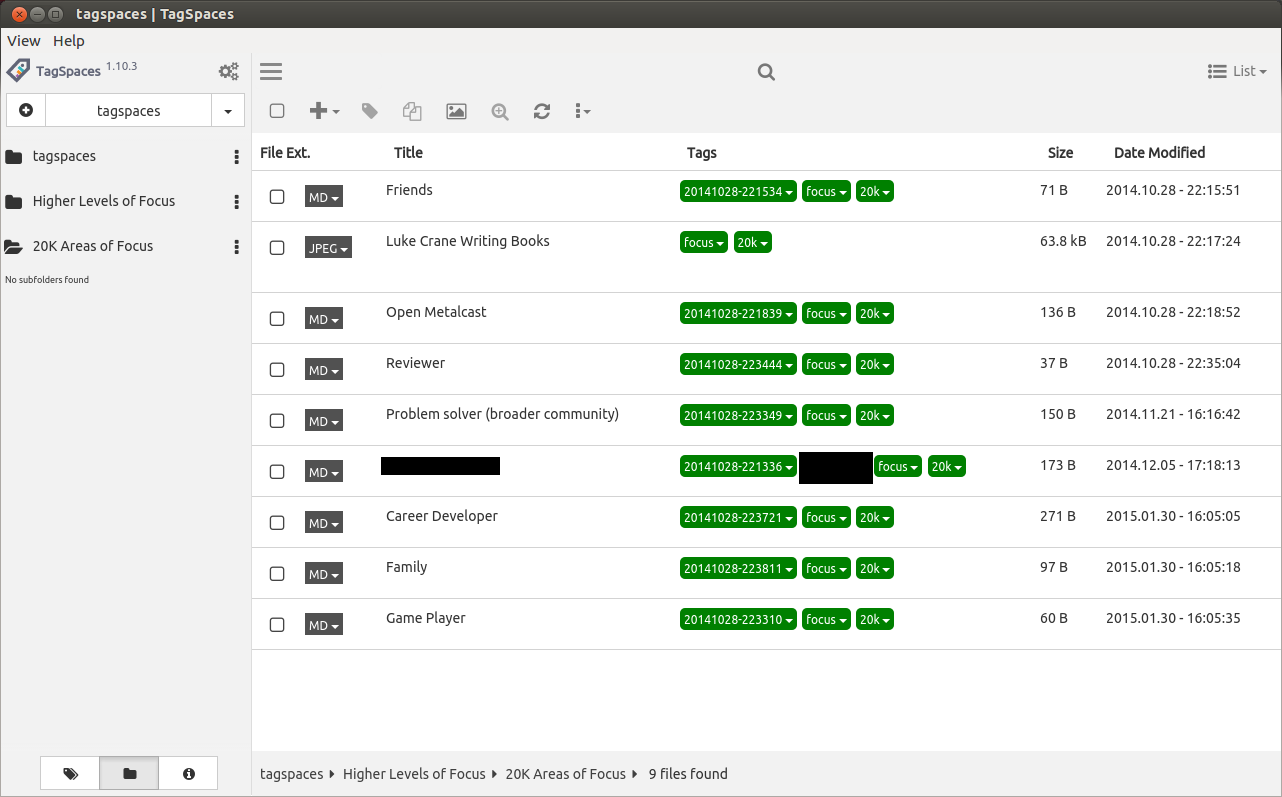 tagspaces | TagSpaces
View Help
TagSpaces 1.10.3
List
tagspaces
tagspaces
Higher Levels of Focus
20K Areas of Focus
No subfolders found
File Ext. Title Tags Size Date Modified
MD Friends 20141028-221534 focus 20k 71 B 2014.10.28 - 22:15:51
JPEG Luke Crane Writing Books focus 20k 63.8 kB 2014.10.28 - 22:17:24
MD Open Metalcast 20141028-221839 focus 20k 136 B 2014.10.28 - 22:18:52
MD Reviewer 20141028-223444 focus 20k 37 B 2014.10.28 - 22:35:04
MD Problem solver (broader community) 20141028-223349 focus 20k 150 B 2014.11.21 - 16:16:42
MD 20141028-221336 focus 20k 173 B 2014.12.05 - 17:18:13
MD Career Developer 20141028-223721 focus 20k 271 B 2015.01.30 - 16:05:05
MD Family 20141028-223811 focus 20k 97 B 2015.01.30 - 16:05:18
MD Game Player 20141028-223310 focus 20k 60 B 2015.01.30 - 16:05:35
tagspaces Higher Levels of Focus 20K Areas of Focus 9 files found